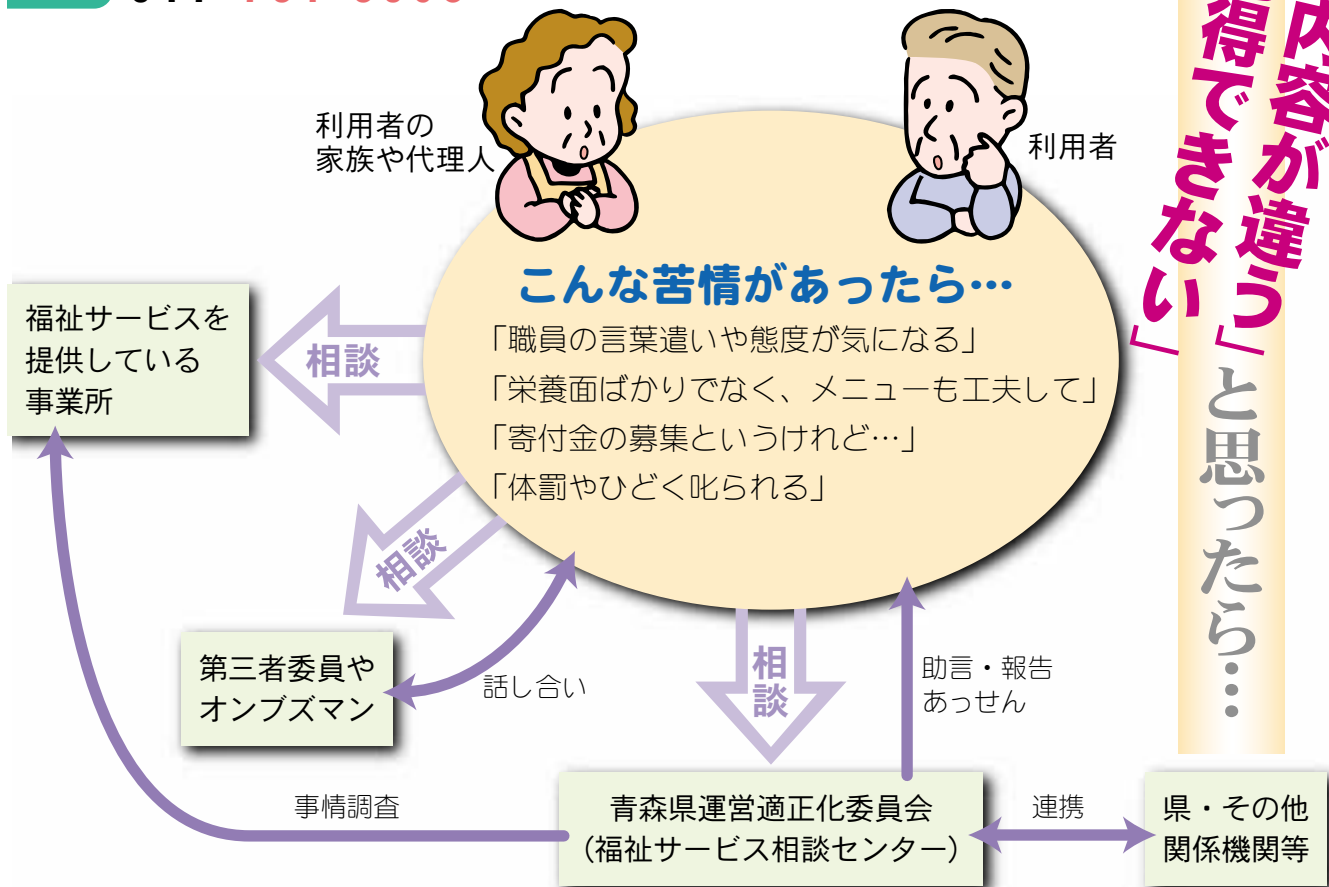 内容が違う」
得できない」
と思ったら…
利用者の
家族や代理人
利用者
こんな苦情があったら…
「職員の言葉遣いや態度が気になる」
「栄養面ばかりでなく、メニューも工夫して」
「寄付金の募集というけれど…」
「体罰やひどく叱られる」
福祉サービスを
提供している
事業所
相談
相談
相談
第三者委員や
オンブズマン
話し合い
助言・報告
あっせん
事情調査
青森県運営適正化委員会
（福祉サービス相談センター）
連携
県・その他
関係機関等